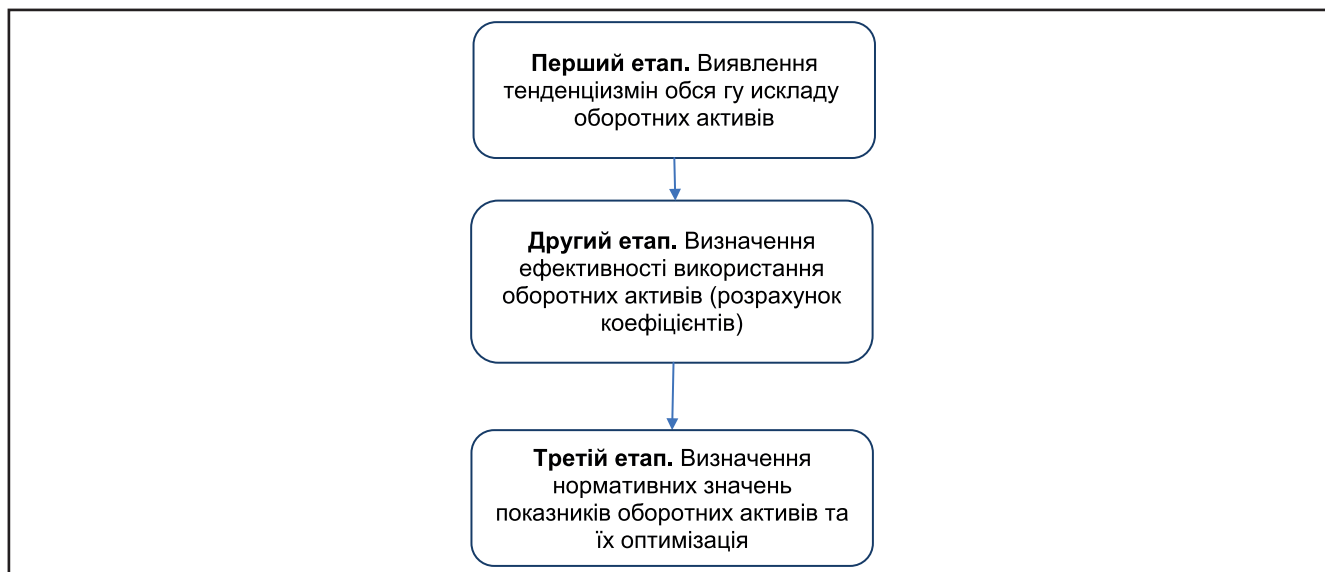 Перший етап. Виявлення
тенденціизмін обся гу искладу
оборотних активів
Другий етап. Визначення
ефективності використання
оборотних активів (розрахунок
коефіцієнтів)
Третій етап. Визначення
нормативних значень
показників оборотних активів та
їх оптимізація